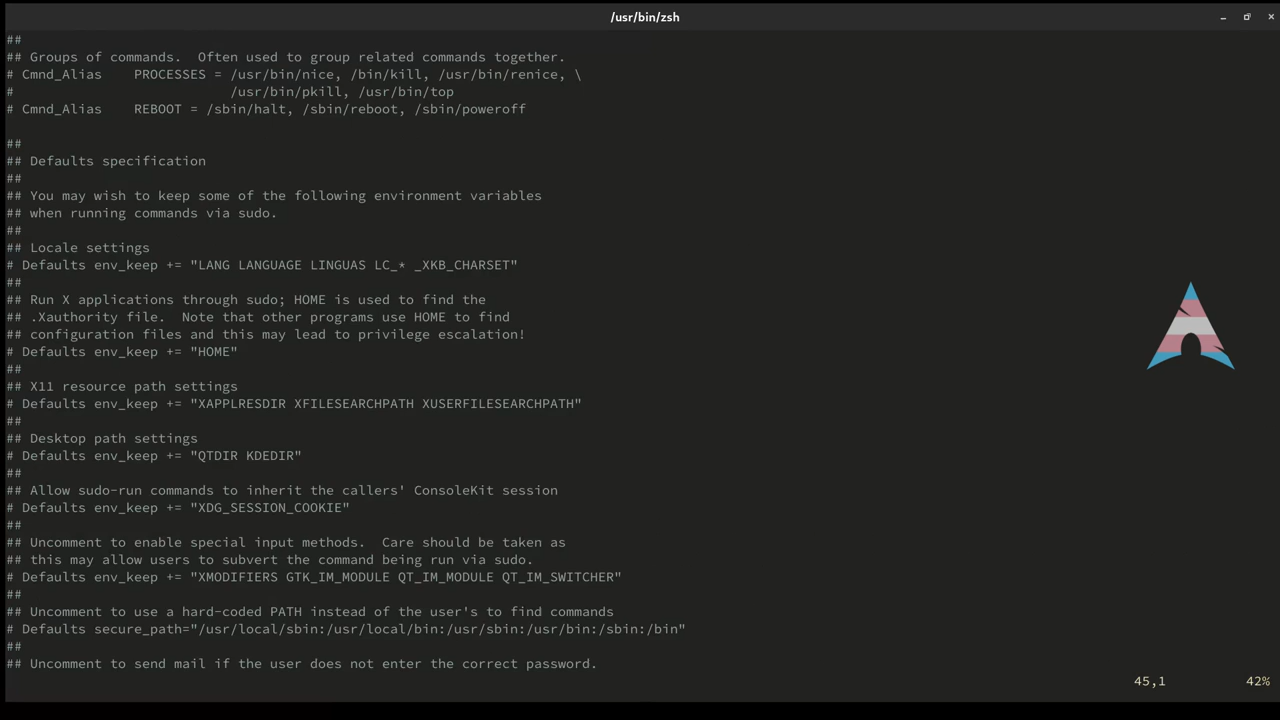 /usr/bin/zsh
##
## Groups of commands.  Often used to group related commands together.
# Cmnd_Alias    PROCESSES = /usr/bin/nice, /bin/kill, /usr/bin/renice, \
#                           /usr/bin/pkill, /usr/bin/top
# Cmnd_Alias    REBOOT = /sbin/halt, /sbin/reboot, /sbin/poweroff
##
## Defaults specification
##
## You may wish to keep some of the following environment variables
## when running commands via sudo.
##
## Locale settings
# Defaults env_keep += "LANG LANGUAGE LINGUAS LC_* _XKB_CHARSET"
##
## Run X applications through sudo; HOME is used to find the
## .Xauthority file.  Note that other programs use HOME to find
## configuration files and this may lead to privilege escalation!
# Defaults env_keep += "HOME"
##
## X11 resource path settings
# Defaults env_keep += "XAPPLRESDIR XFILESEARCHPATH XUSERFILESEARCHPATH"
##
## Desktop path settings
# Defaults env_keep += "QTDIR KDEDIR"
##
## Allow sudo-run commands to inherit the callers' ConsoleKit session
# Defaults env_keep += "XDG_SESSION_COOKIE"
##
## Uncomment to enable special input methods.  Care should be taken as
## this may allow users to subvert the command being run via sudo.
# Defaults env_keep += "XMODIFIERS GTK_IM_MODULE QT_IM_MODULE QT_IM_SWITCHER"
##
## Uncomment to use a hard-coded PATH instead of the user's to find commands
# Defaults secure_path="/usr/local/sbin:/usr/local/bin:/usr/sbin:/usr/bin:/sbin:/bin"
##
## Uncomment to send mail if the user does not enter the correct password.
45,1          42%